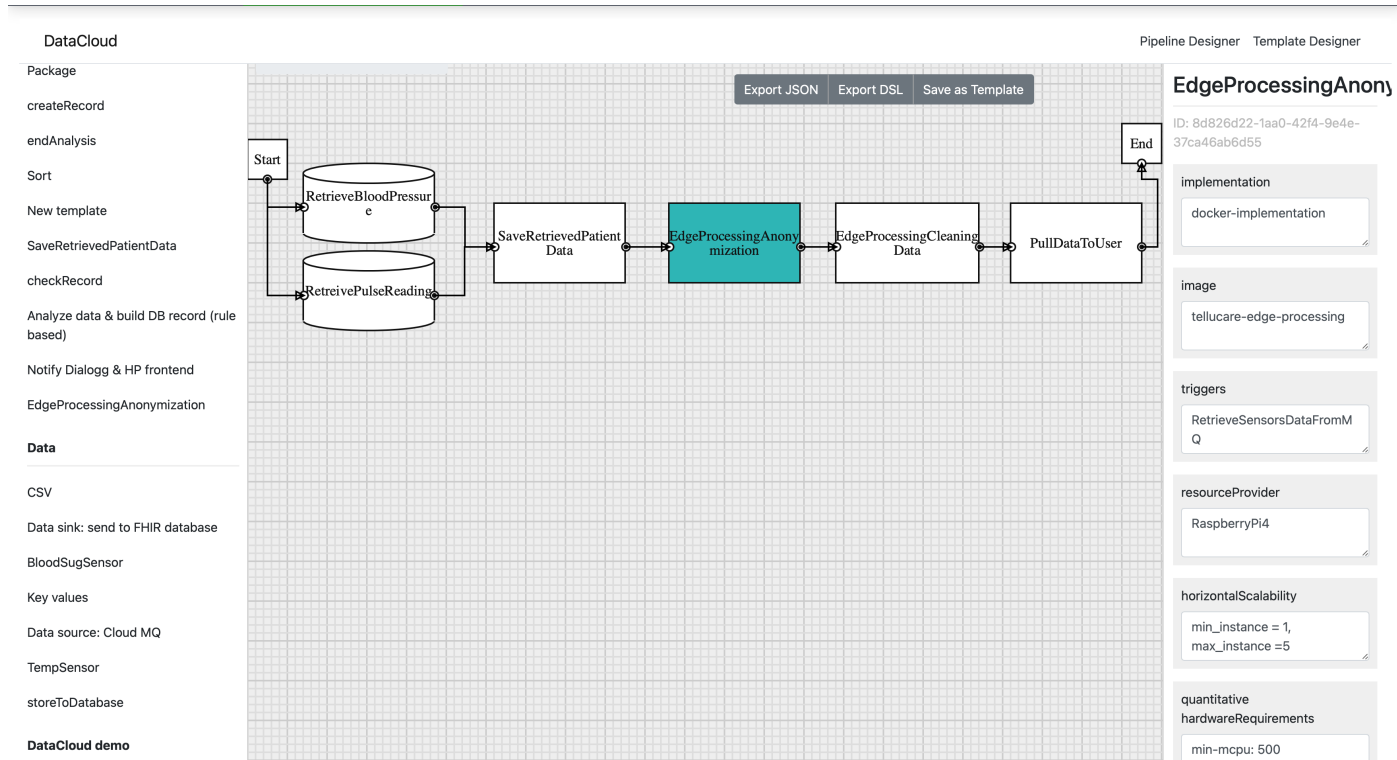 DataCloud
Pipeline Designer
Template Designer
Package
createRecord
endAnalysis
Sort
New template
SaveRetrievedPatientData
checkRecord
Analyze data & build DB record (rule
based)
Notify Dialogg & HP frontend
EdgeProcessingAnonymization
Data
CSV
Data sink: send to FHIR database
BloodSugSensor
Key values
Data source: Cloud MQ
TempSensor
storeToDatabase
DataCloud demo
Export JSON
Export DSL
Save as Template
Start
RetrieveBloodPressur
e
RetreivePulseReading
SaveRetrievedPatient
Data
EdgeProcessingAnony
mization
EdgeProcessingCleaning
Data
PullDataToUser
End
EdgeProcessingAnony
ID: 8d826d22-1aa0-42f4-9e4e-
37ca46ab6d55
implementation
docker-implementation
image
tellucare-edge-processing
triggers
RetrieveSensorsDataFromM
Q
resourceProvider
RaspberryPi4
horizontalScalability
min_instance = 1,
max_instance =5
quantitative
hardwareRequirements
min-mcpu: 500